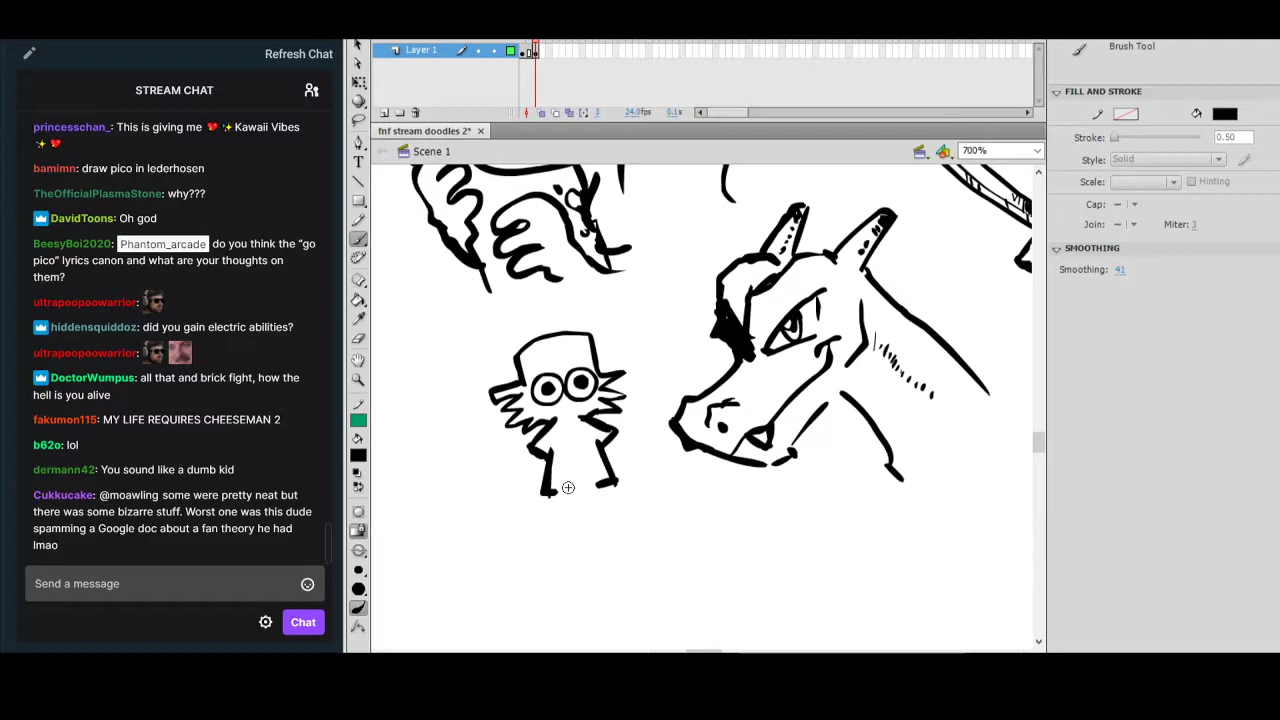 Refresh Chat
STREAM CHAT
princesschan_: This is giving me ❤️ ✨Kawaii Vibes
✨ ❤️
bamimn: draw pico in lederhosen
TheOfficialPlasmaStone: why???
DavidToons: Oh god
BeesyBoi2020: Phantom_arcade do you think the “go
pico” lyrics canon and what are your thoughts on
them?
ultrapoopoowarrior:
hiddensquiddoz: did you gain electric abilities?
ultrapoopoowarrior:
DoctorWumpus: all that and brick fight, how the
hell is you alive
fakumon115: MY LIFE REQUIRES CHEESEMAN 2
b62o: lol
dermann42: You sound like a dumb kid
Cukkucake: @moawling some were pretty neat but
there was some bizarre stuff. Worst one was this dude
spamming a Google doc about a fan theory he had
lmao
Send a message
Chat
Layer 1
3 24.0fps 0.1s
fnf stream doodles 2*
Scene 1
700%
Brush Tool
FILL AND STROKE
Stroke: 0.50
Style: Solid
Scale: Hinting
Cap:
Join: Miter: 3
SMOOTHING
Smoothing: 41